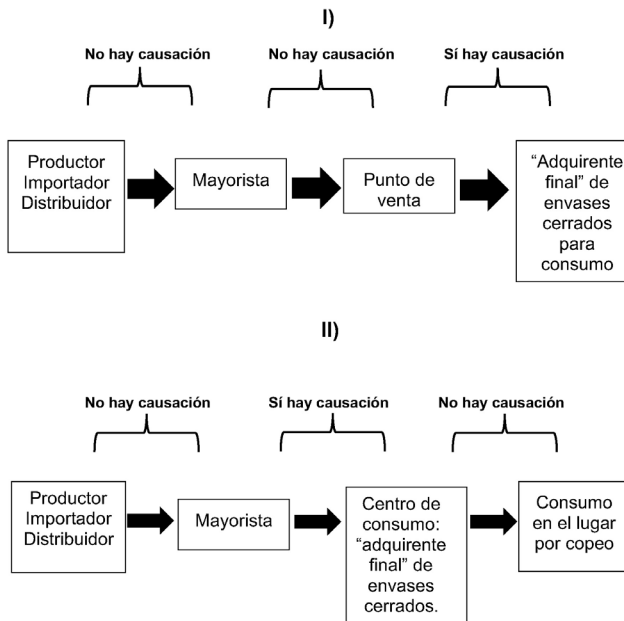 I)
No hay causación No hay causación Sí hay causación
Productor
Importador
Distribuidor
Mayorista
Punto de
venta
“Adquirente
final” de
envases
cerrados
para
consumo
II)
No hay causación Sí hay causación No hay causación
Productor
Importador
Distribuidor
Mayorista
Centro de
consumo:
“adquirente
final” de
envases
cerrados.
Consumo
en el lugar
por copeo